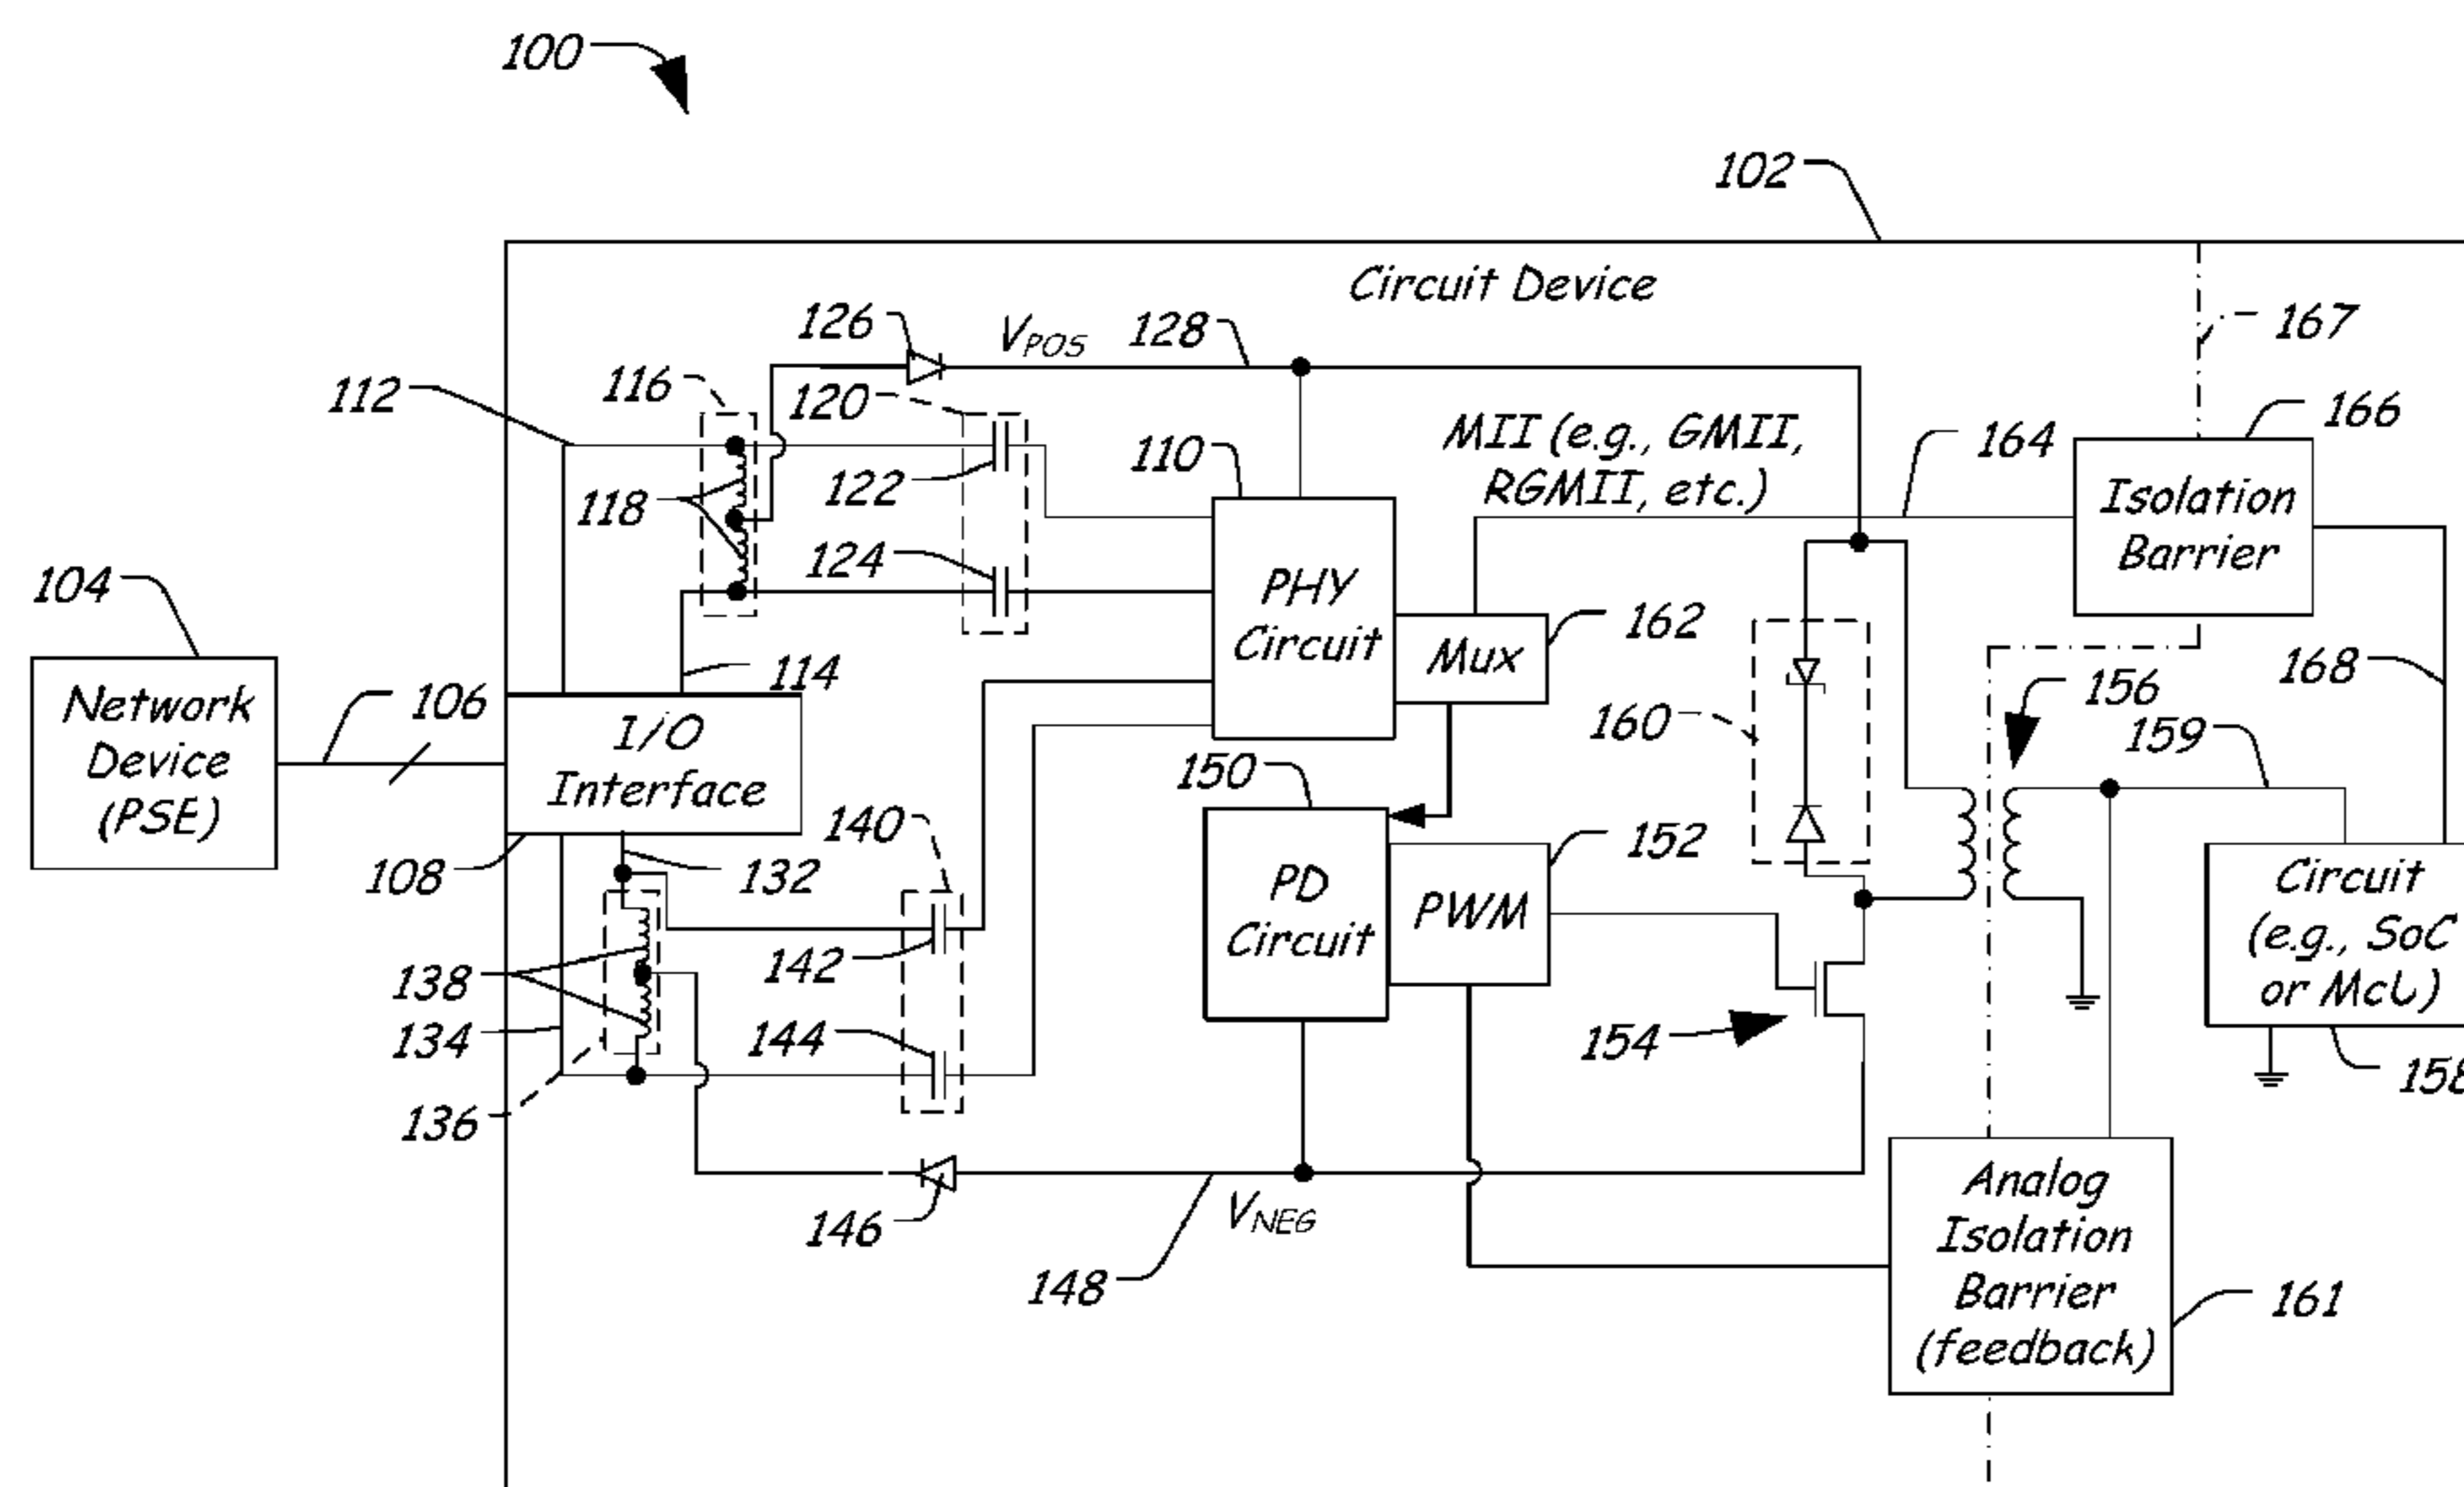 100
102
Circuit Device
126
V_POS
128
167
112
116
120
166
110
MII (e.g., GMII,
RGMII, etc.)
164
118
122
Isolation
Barrier
124
104
PHY
Circuit
162
Mux
114
168
Network
Device
(PSE)
106
I/O
Interface
160
156
159
150
140
108
132
152
PD
Circuit
PWM
Circuit
(e.g., SoC
or McU)
138
142
134
144
154
158
136
146
V_NEG
148
Analog
Isolation
Barrier
(feedback)
161